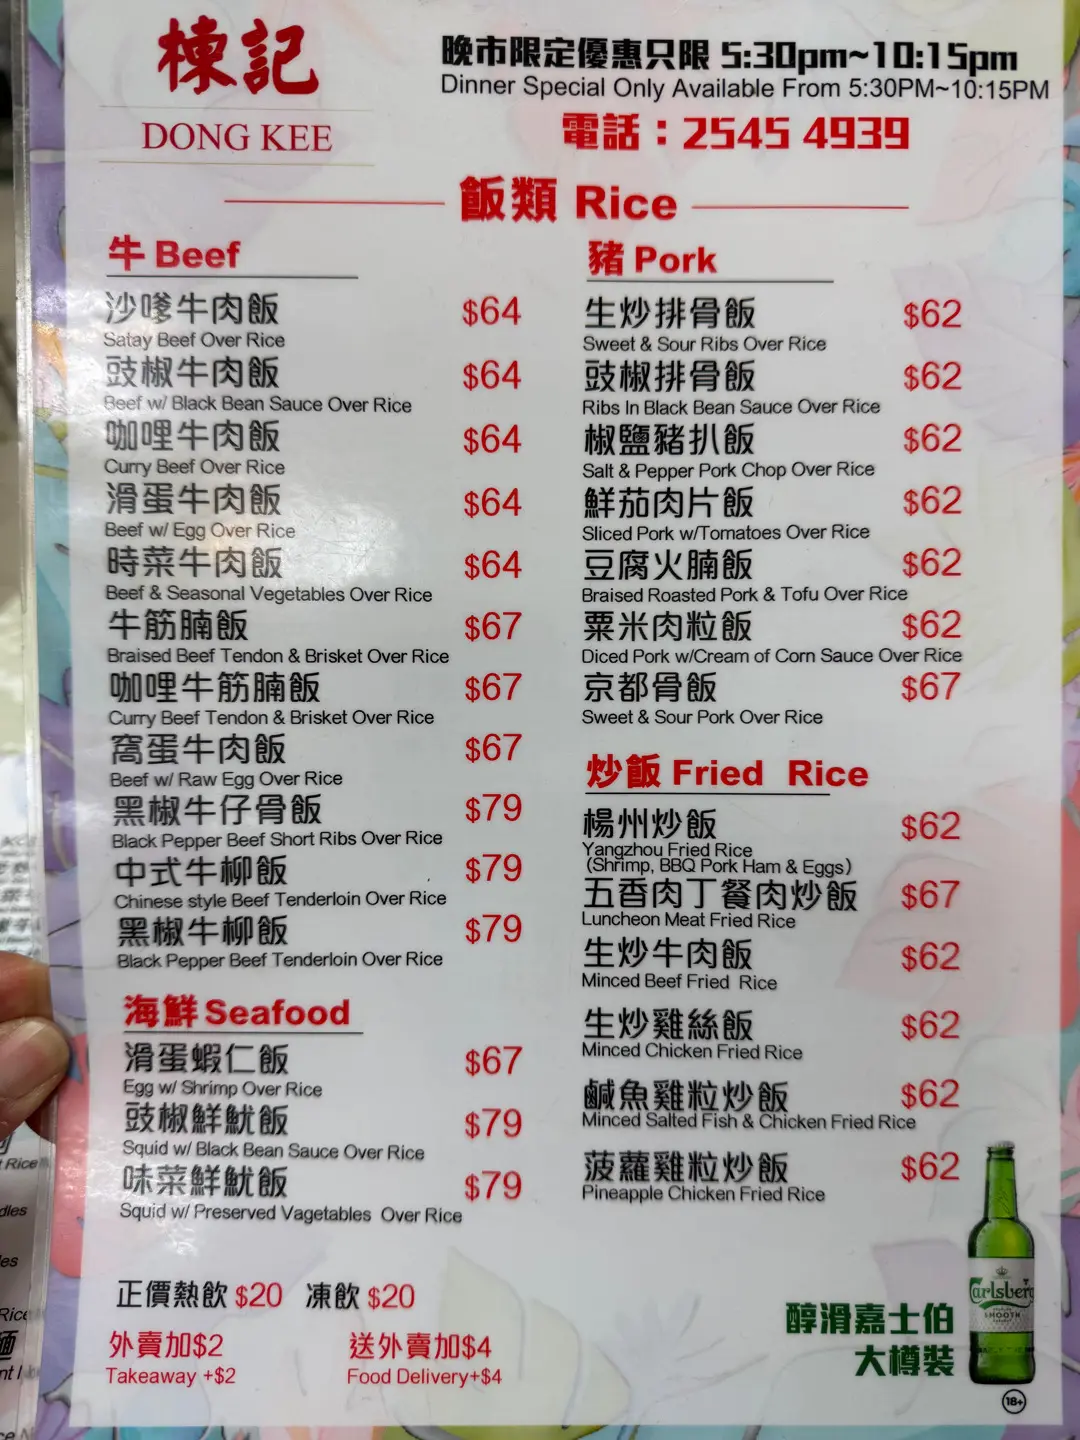 棟記
DONG KEE
晚市限定優惠只限 5:30pm~10:15pm
Dinner Special Only Available From 5:30PM~10:15PM
電話：2545 4939
飯類 Rice
牛 Beef
沙嗲牛肉飯 $64
Satay Beef Over Rice
豉椒牛肉飯 $64
Beef w/ Black Bean Sauce Over Rice
咖哩牛肉飯 $64
Curry Beef Over Rice
滑蛋牛肉飯 $64
Beef w/ Egg Over Rice
時菜牛肉飯 $64
Beef & Seasonal Vegetables Over Rice
牛筋腩飯 $67
Braised Beef Tendon & Brisket Over Rice
咖哩牛筋腩飯 $67
Curry Beef Tendon & Brisket Over Rice
窩蛋牛肉飯 $67
Beef w/ Raw Egg Over Rice
黑椒牛仔骨飯 $79
Black Pepper Beef Short Ribs Over Rice
中式牛柳飯 $79
Chinese style Beef Tenderloin Over Rice
黑椒牛柳飯 $79
Black Pepper Beef Tenderloin Over Rice
海鮮 Seafood
滑蛋蝦仁飯 $67
Egg w/ Shrimp Over Rice
豉椒鮮魷飯 $79
Squid w/ Black Bean Sauce Over Rice
味菜鮮魷飯 $79
Squid w/ Preserved Vagetables Over Rice
豬 Pork
生炒排骨飯 $62
Sweet & Sour Ribs Over Rice
豉椒排骨飯 $62
Ribs In Black Bean Sauce Over Rice
椒鹽豬扒飯 $62
Salt & Pepper Pork Chop Over Rice
鮮茄肉片飯 $62
Sliced Pork w/Tomatoes Over Rice
豆腐火腩飯 $62
Braised Roasted Pork & Tofu Over Rice
粟米肉粒飯 $62
Diced Pork w/Cream of Corn Sauce Over Rice
京都骨飯 $67
Sweet & Sour Pork Over Rice
炒飯 Fried Rice
楊州炒飯 $62
Yangzhou Fried Rice
(Shrimp, BBQ Pork Ham & Eggs)
五香肉丁餐肉炒飯 $67
Luncheon Meat Fried Rice
生炒牛肉飯 $62
Minced Beef Fried Rice
生炒雞絲飯 $62
Minced Chicken Fried Rice
鹹魚雞粒炒飯 $62
Minced Salted Fish & Chicken Fried Rice
菠蘿雞粒炒飯 $62
Pineapple Chicken Fried Rice
正價熱飲 $20 凍飲 $20
外賣加$2 送外賣加$4
Takeaway +$2 Food Delivery+$4
醇滑嘉士伯
大樽裝
Carlsberg
SMOOTH
18+